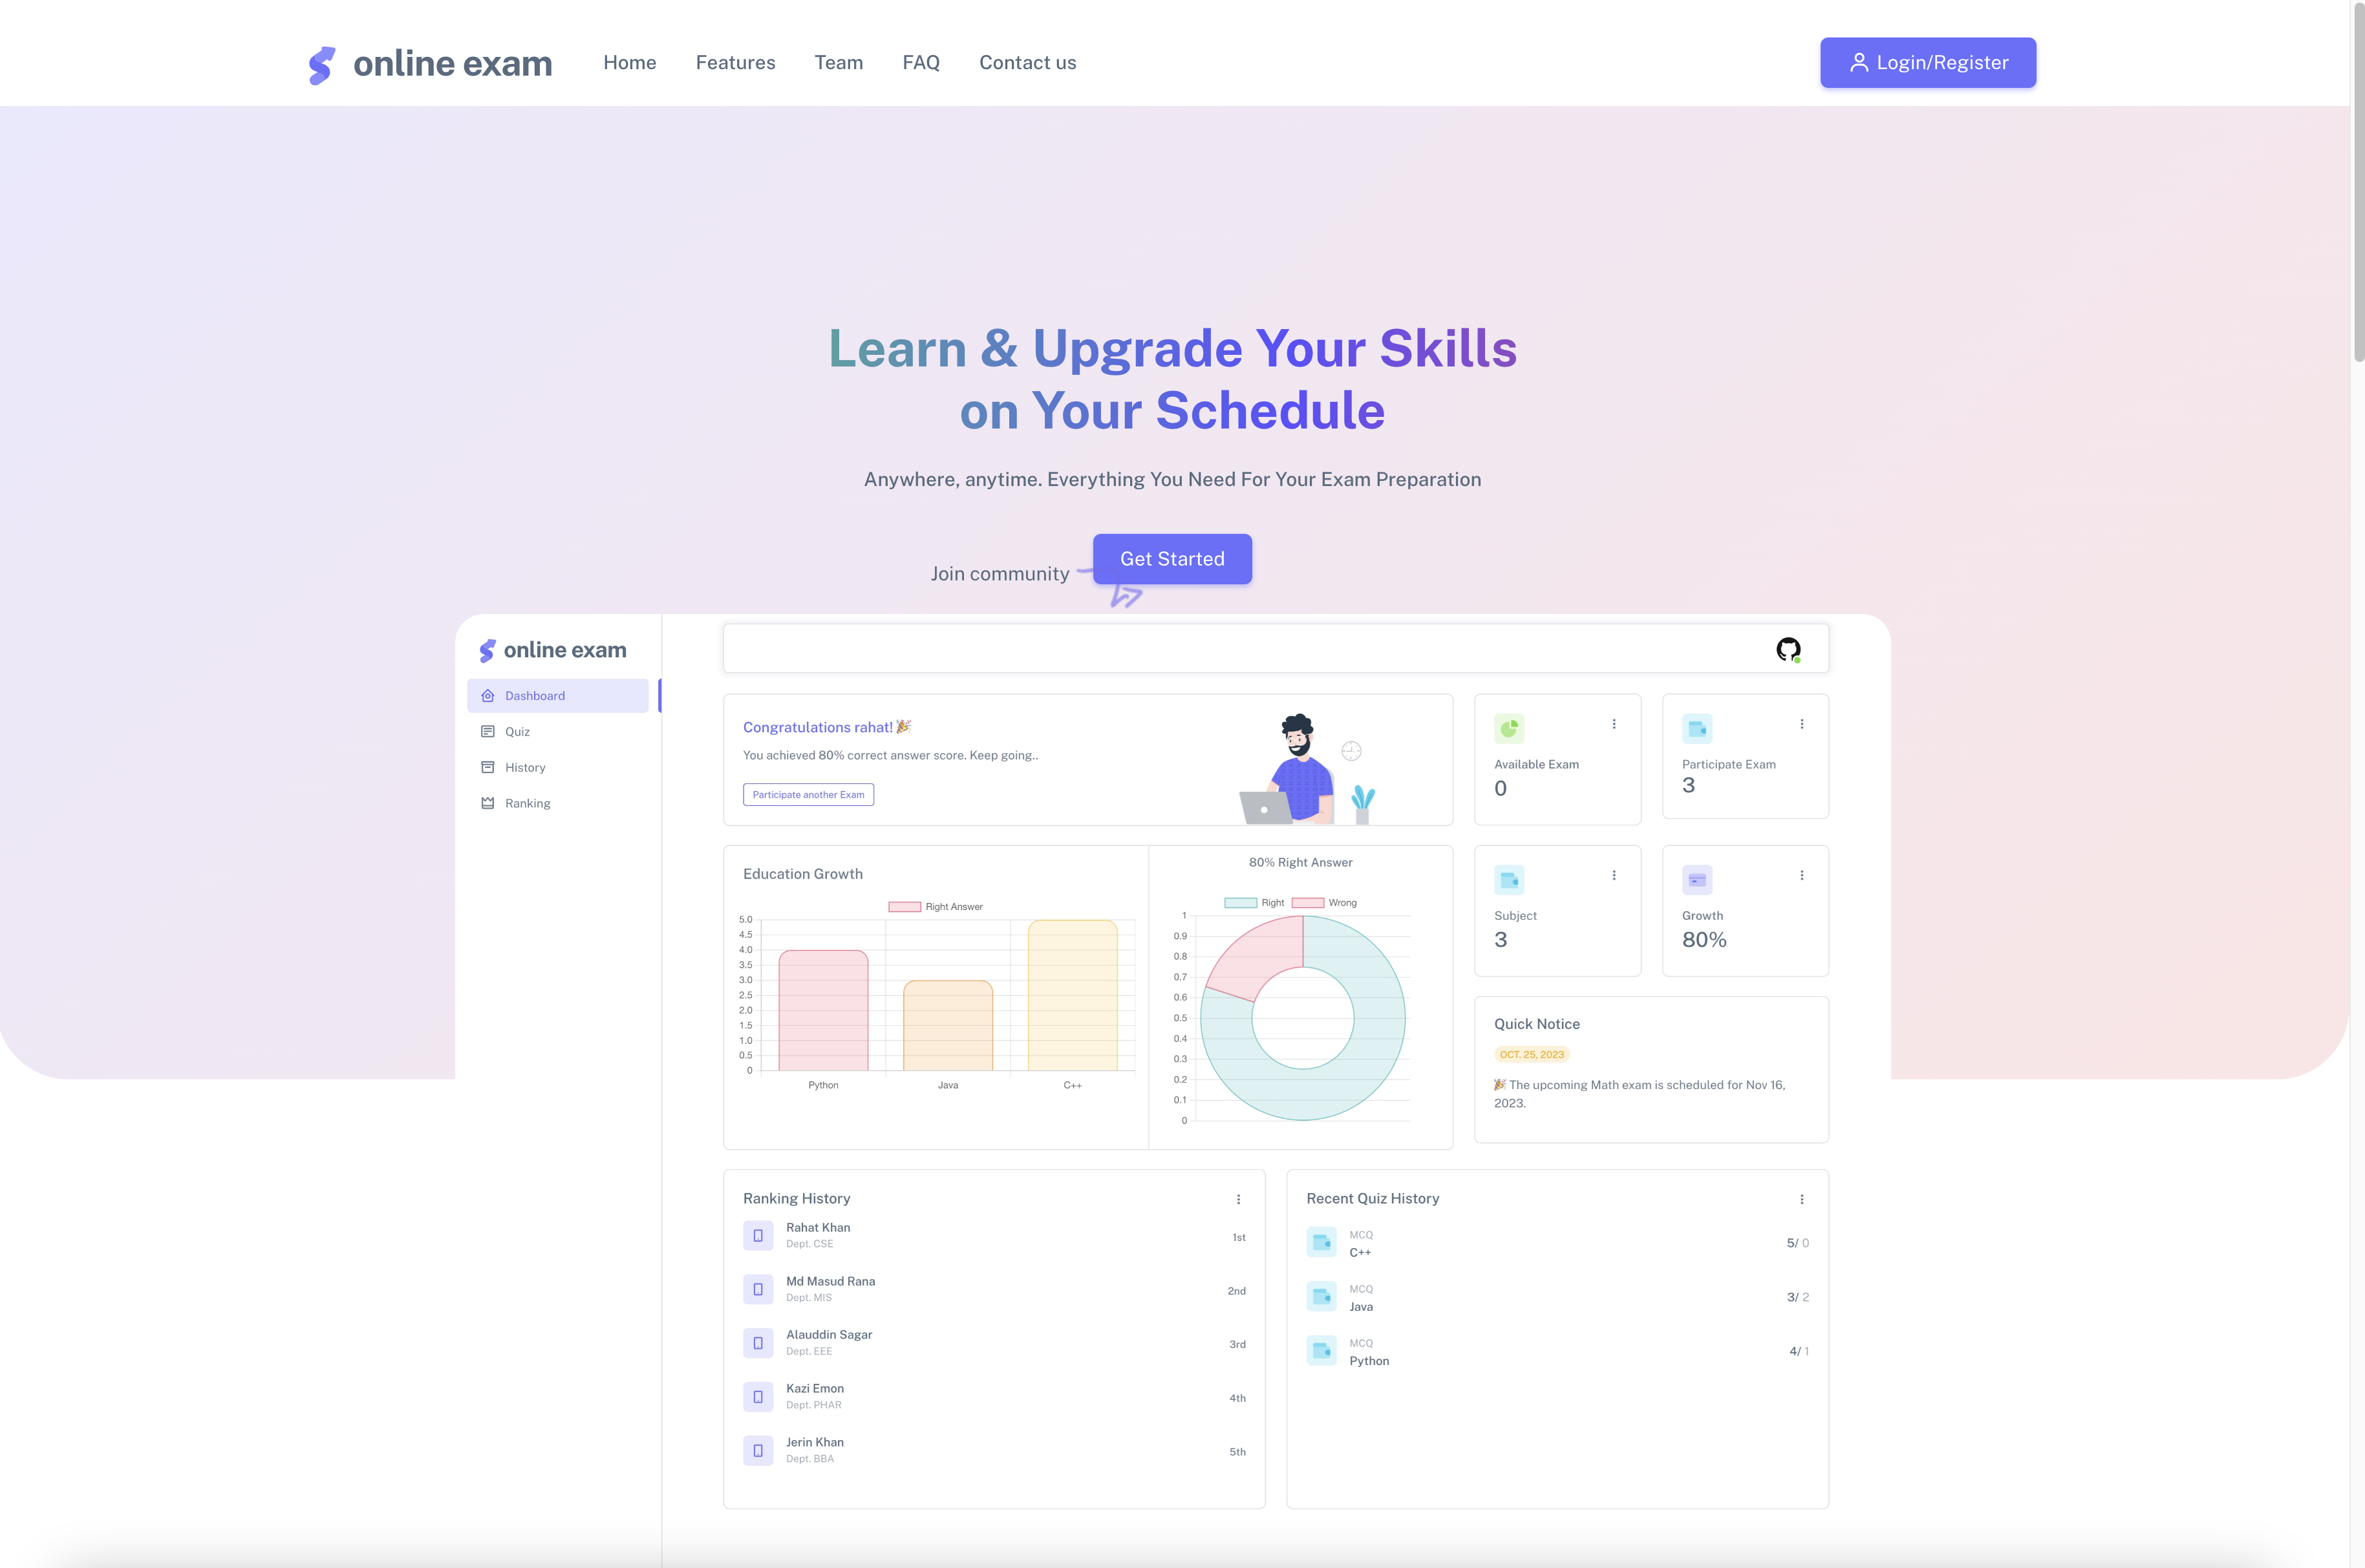 online exam
Home
Features
Team
FAQ
Contact us
Login/Register
Learn & Upgrade Your Skills
on Your Schedule
Anywhere, anytime. Everything You Need For Your Exam Preparation
Join community
Get Started
online exam
Dashboard
Quiz
History
Ranking
Congratulations rahat! 🎉
You achieved 80% correct answer score. Keep going..
Participate another Exam
Available Exam
0
Participate Exam
3
Education Growth
Right Answer
5.0
4.5
4.0
3.5
3.0
2.5
2.0
1.5
1.0
0.5
0
Python
Java
C++
80% Right Answer
Right
Wrong
1
0.9
0.8
0.7
0.6
0.5
0.4
0.3
0.2
0.1
0
Subject
3
Growth
80%
Quick Notice
OCT. 25, 2023
🎉 The upcoming Math exam is scheduled for Nov 16,
2023.
Ranking History
Rahat Khan
Dept. CSE
1st
Md Masud Rana
Dept. MIS
2nd
Alauddin Sagar
Dept. EEE
3rd
Kazi Emon
Dept. PHAR
4th
Jerin Khan
Dept. BBA
5th
Recent Quiz History
MCQ
C++
5/ 0
MCQ
Java
3/ 2
MCQ
Python
4/ 1